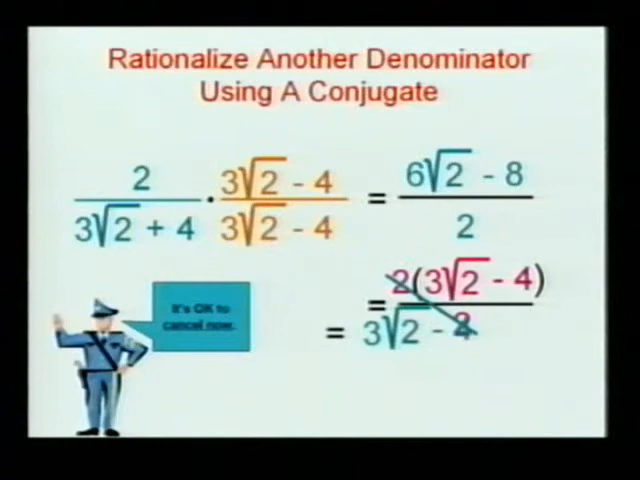 Rationalize Another Denominator
Using A Conjugate
2 / (3√2 + 4) · (3√2 - 4) / (3√2 - 4) = (6√2 - 8) / 2
= 2(3√2 - 4) / 2
It's OK to
cancel now.
= 3√2 - 4